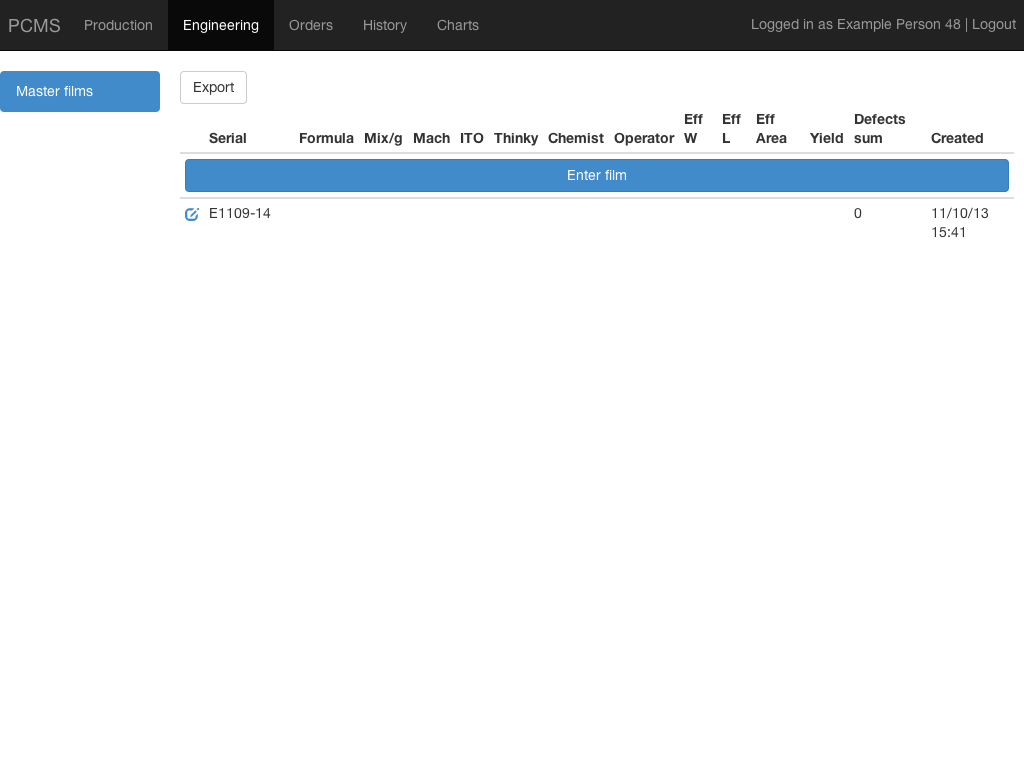 PCMS Production Engineering Orders History Charts Logged in as Example Person 48 | Logout
Master films
Export
Serial Formula Mix/g Mach ITO Thinky Chemist Operator Eff W Eff L Eff Area Yield Defects sum Created
Enter film
E1109-14 0 11/10/13 15:41